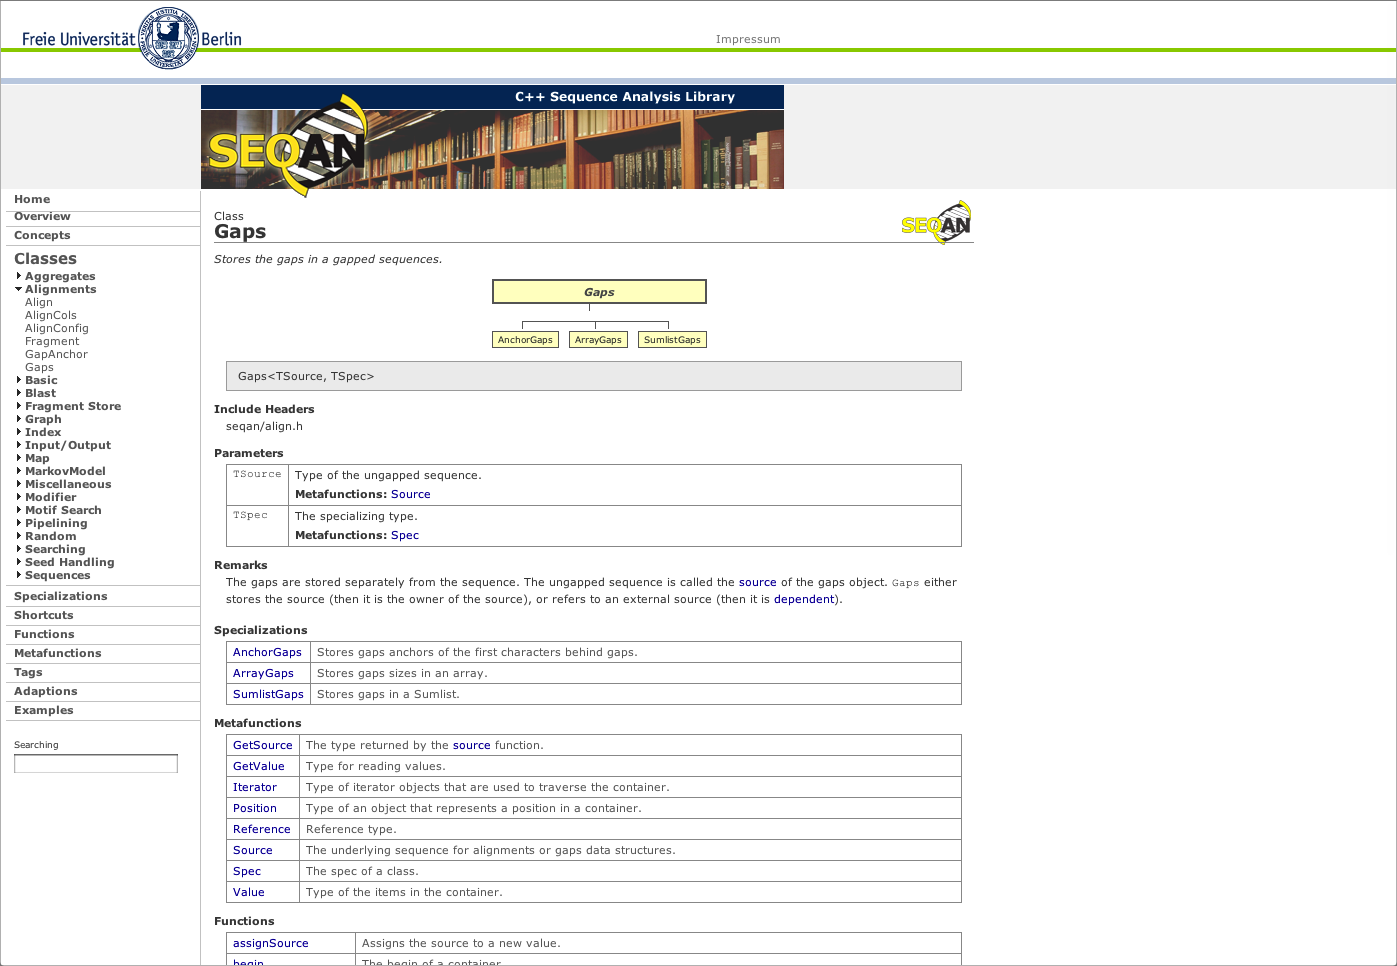 Freie Universität Berlin
Impressum
C++ Sequence Analysis Library
SEQAN
Home
Overview
Concepts
Classes
Aggregates
Alignments
Align
AlignCols
AlignConfig
Fragment
GapAnchor
Gaps
Basic
Blast
Fragment Store
Graph
Index
Input/Output
Map
MarkovModel
Miscellaneous
Modifier
Motif Search
Pipelining
Random
Searching
Seed Handling
Sequences
Specializations
Shortcuts
Functions
Metafunctions
Tags
Adaptions
Examples
Searching
Class
Gaps
SEQAN
Stores the gaps in a gapped sequences.
Gaps
AnchorGaps ArrayGaps SumlistGaps
Gaps<TSource, TSpec>
Include Headers
seqan/align.h
Parameters
TSource Type of the ungapped sequence.
Metafunctions: Source
TSpec The specializing type.
Metafunctions: Spec
Remarks
The gaps are stored separately from the sequence. The ungapped sequence is called the source of the gaps object. Gaps either
stores the source (then it is the owner of the source), or refers to an external source (then it is dependent).
Specializations
AnchorGaps Stores gaps anchors of the first characters behind gaps.
ArrayGaps Stores gaps sizes in an array.
SumlistGaps Stores gaps in a Sumlist.
Metafunctions
GetSource The type returned by the source function.
GetValue Type for reading values.
Iterator Type of iterator objects that are used to traverse the container.
Position Type of an object that represents a position in a container.
Reference Reference type.
Source The underlying sequence for alignments or gaps data structures.
Spec The spec of a class.
Value Type of the items in the container.
Functions
assignSource Assigns the source to a new value.
begin The begin of a container.